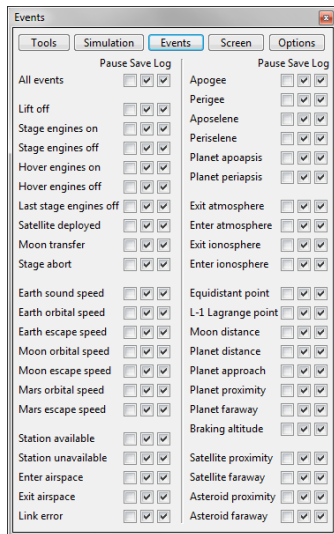 Events
Tools Simulation Events Screen Options
Pause Save Log
All events
Lift off
Stage engines on
Stage engines off
Hover engines on
Hover engines off
Last stage engines off
Satellite deployed
Moon transfer
Stage abort
Earth sound speed
Earth orbital speed
Earth escape speed
Moon orbital speed
Moon escape speed
Mars orbital speed
Mars escape speed
Station available
Station unavailable
Enter airspace
Exit airspace
Link error
Pause Save Log
Apogee
Perigee
Aposelene
Periselene
Planet apoapsis
Planet periapsis
Exit atmosphere
Enter atmosphere
Exit ionosphere
Enter ionosphere
Equidistant point
L-1 Lagrange point
Moon distance
Planet distance
Planet approach
Planet proximity
Planet faraway
Braking altitude
Satellite proximity
Satellite faraway
Asteroid proximity
Asteroid faraway